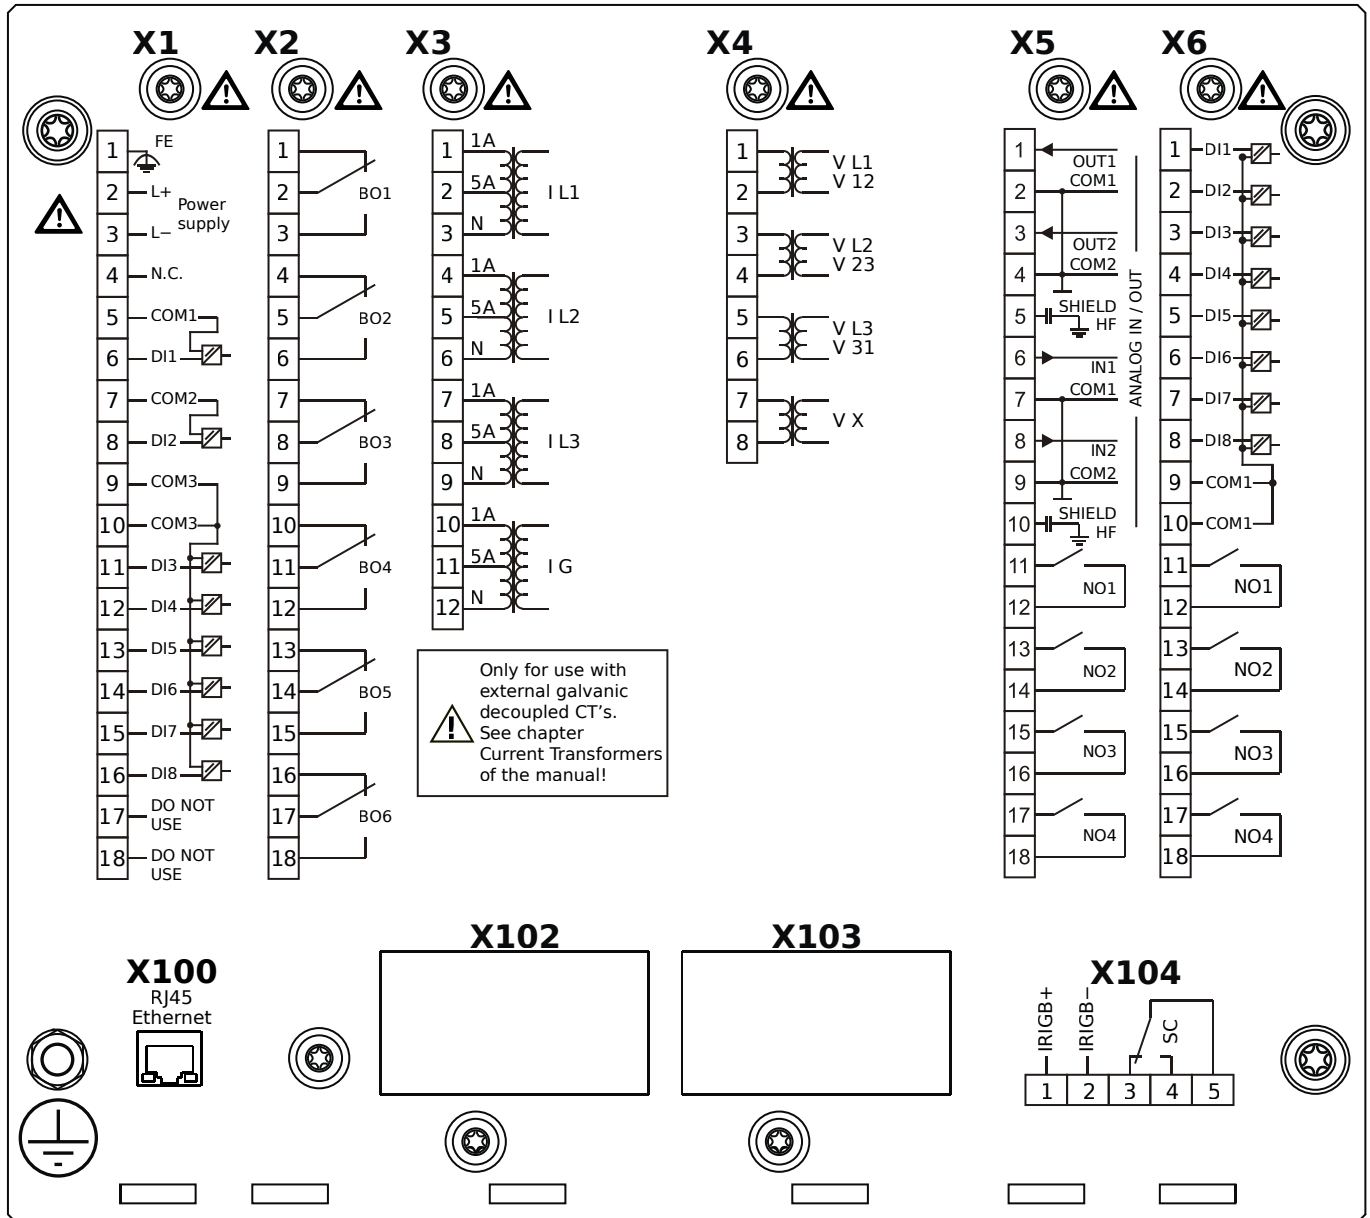 X1
X2
X3
X4
X5
X6
1
FE
2
L+
Power
supply
3
L−
4
N.C.
5
COM1
6
DI1
7
COM2
8
DI2
9
COM3
10
COM3
11
DI3
12
DI4
13
DI5
14
DI6
15
DI7
16
DI8
17
DO NOT
USE
18
DO NOT
USE
1
2
BO1
3
4
5
BO2
6
7
8
BO3
9
10
11
BO4
12
13
14
BO5
15
16
17
BO6
18
1
1A
2
5A
I L1
3
N
4
1A
5
5A
I L2
6
N
7
1A
8
5A
I L3
9
N
10
1A
11
5A
I G
12
N
Only for use with
external galvanic
decoupled CT's.
See chapter
Current Transformers
of the manual!
1
2
V L1
V 12
3
4
V L2
V 23
5
6
V L3
V 31
7
8
V X
1
OUT1
2
COM1
3
OUT2
4
COM2
5
SHIELD
HF
6
IN1
7
COM1
8
IN2
9
COM2
10
SHIELD
HF
ANALOG IN / OUT
11
NO1
12
13
NO2
14
15
NO3
16
17
NO4
18
1
DI1
2
DI2
3
DI3
4
DI4
5
DI5
6
DI6
7
DI7
8
DI8
9
COM1
10
COM1
11
NO1
12
13
NO2
14
15
NO3
16
17
NO4
18
X100
RJ45
Ethernet
X102
X103
X104
IRIGB+
IRIGB−
SC
1
2
3
4
5